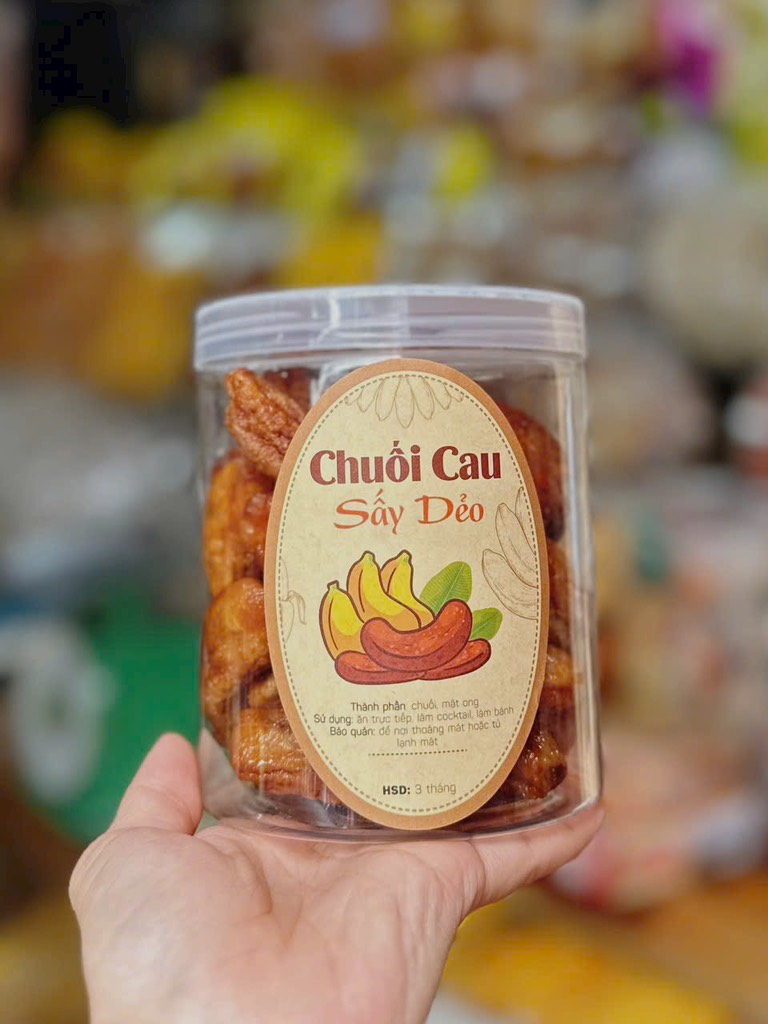 Chuối Cau
Sấy Dẻo
Thành phần chuối, mật ong
Sử dụng: ăn trực tiếp, làm cocktail, làm bánh
Bảo quản: để nơi thoáng mát hoặc tủ
lạnh mát
HSD: 3 tháng